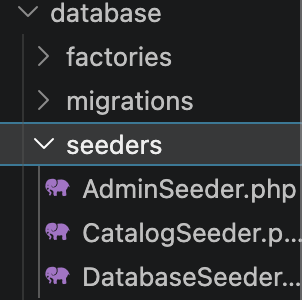 database
factories
migrations
seeders
AdminSeeder.php
CatalogSeeder.p...
DatabaseSeeder...